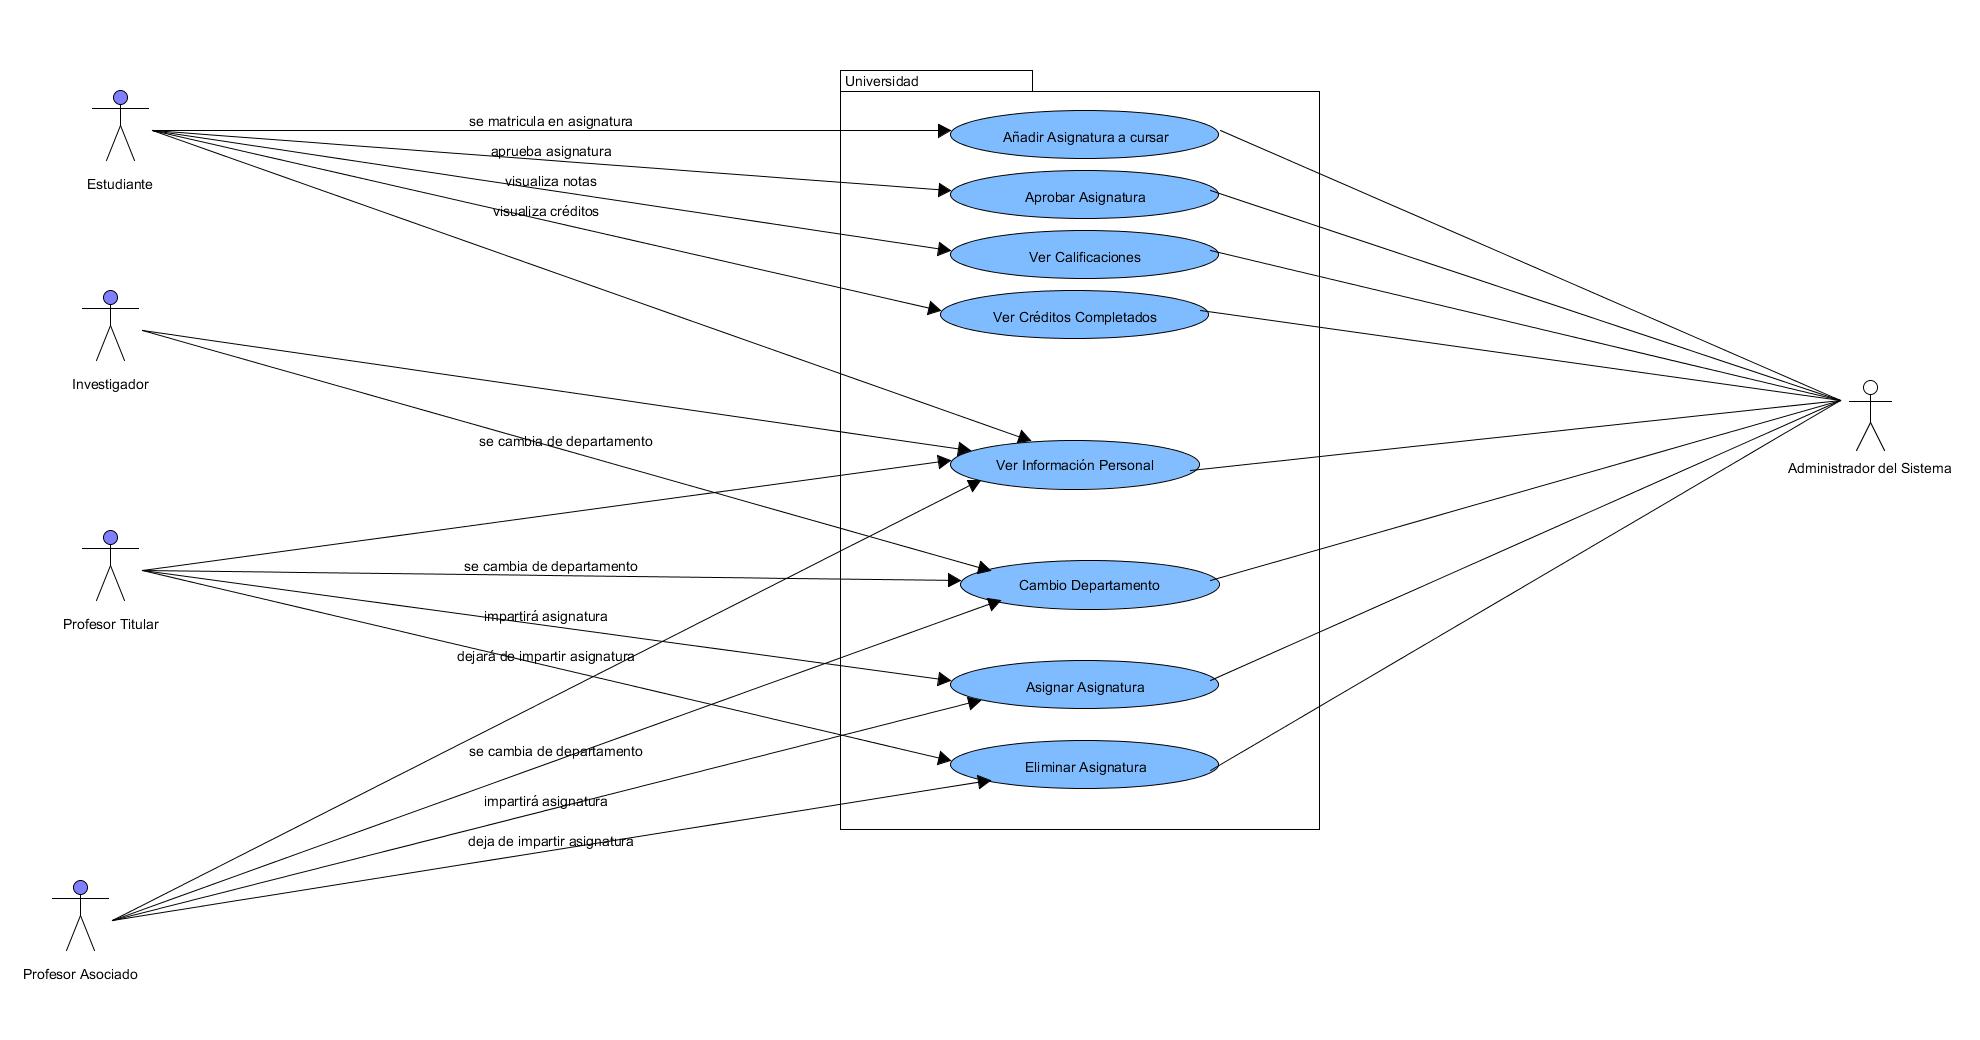 Universidad
Estudiante
se matricula en asignatura
aprueba asignatura
visualiza notas
visualiza créditos
Añadir Asignatura a cursar
Aprobar Asignatura
Ver Calificaciones
Ver Créditos Completados
Investigador
se cambia de departamento
Ver Información Personal
Administrador del Sistema
Profesor Titular
se cambia de departamento
impartirá asignatura
dejará de impartir asignatura
Cambio Departamento
Asignar Asignatura
Eliminar Asignatura
se cambia de departamento
impartirá asignatura
deja de impartir asignatura
Profesor Asociado